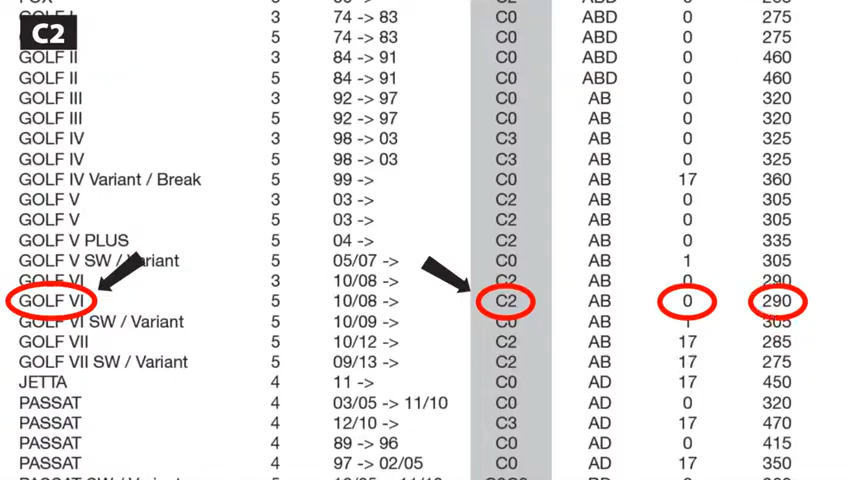 C2
GOLF I 3 74 -> 83 C0 ABD 0 275
5 74 -> 83 C0 ABD 0 275
GOLF II 3 84 -> 91 C0 ABD 0 460
GOLF II 5 84 -> 91 C0 ABD 0 460
GOLF III 3 92 -> 97 C0 AB 0 320
GOLF III 5 92 -> 97 C0 AB 0 320
GOLF IV 3 98 -> 03 C3 AB 0 325
GOLF IV 5 98 -> 03 C3 AB 0 325
GOLF IV Variant / Break 5 99 -> C0 AB 17 360
GOLF V 3 03 -> C2 AB 0 305
GOLF V 5 03 -> C2 AB 0 305
GOLF V PLUS 5 04 -> C2 AB 0 335
GOLF V SW / Variant 5 05/07 -> C0 AB 1 305
GOLF VI 3 10/08 -> C2 AB 0 290
GOLF VI 5 10/08 -> C2 AB 0 290
GOLF VI SW / Variant 5 10/09 -> C0 AB 1 305
GOLF VII 5 10/12 -> C2 AB 17 285
GOLF VII SW / Variant 5 09/13 -> C2 AB 17 275
JETTA 4 11 -> C0 AD 17 450
PASSAT 4 03/05 -> 11/10 C0 AD 0 320
PASSAT 4 12/10 -> C3 AD 17 470
PASSAT 4 89 -> 96 C0 AD 0 415
PASSAT 4 97 -> 02/05 C0 AD 17 350